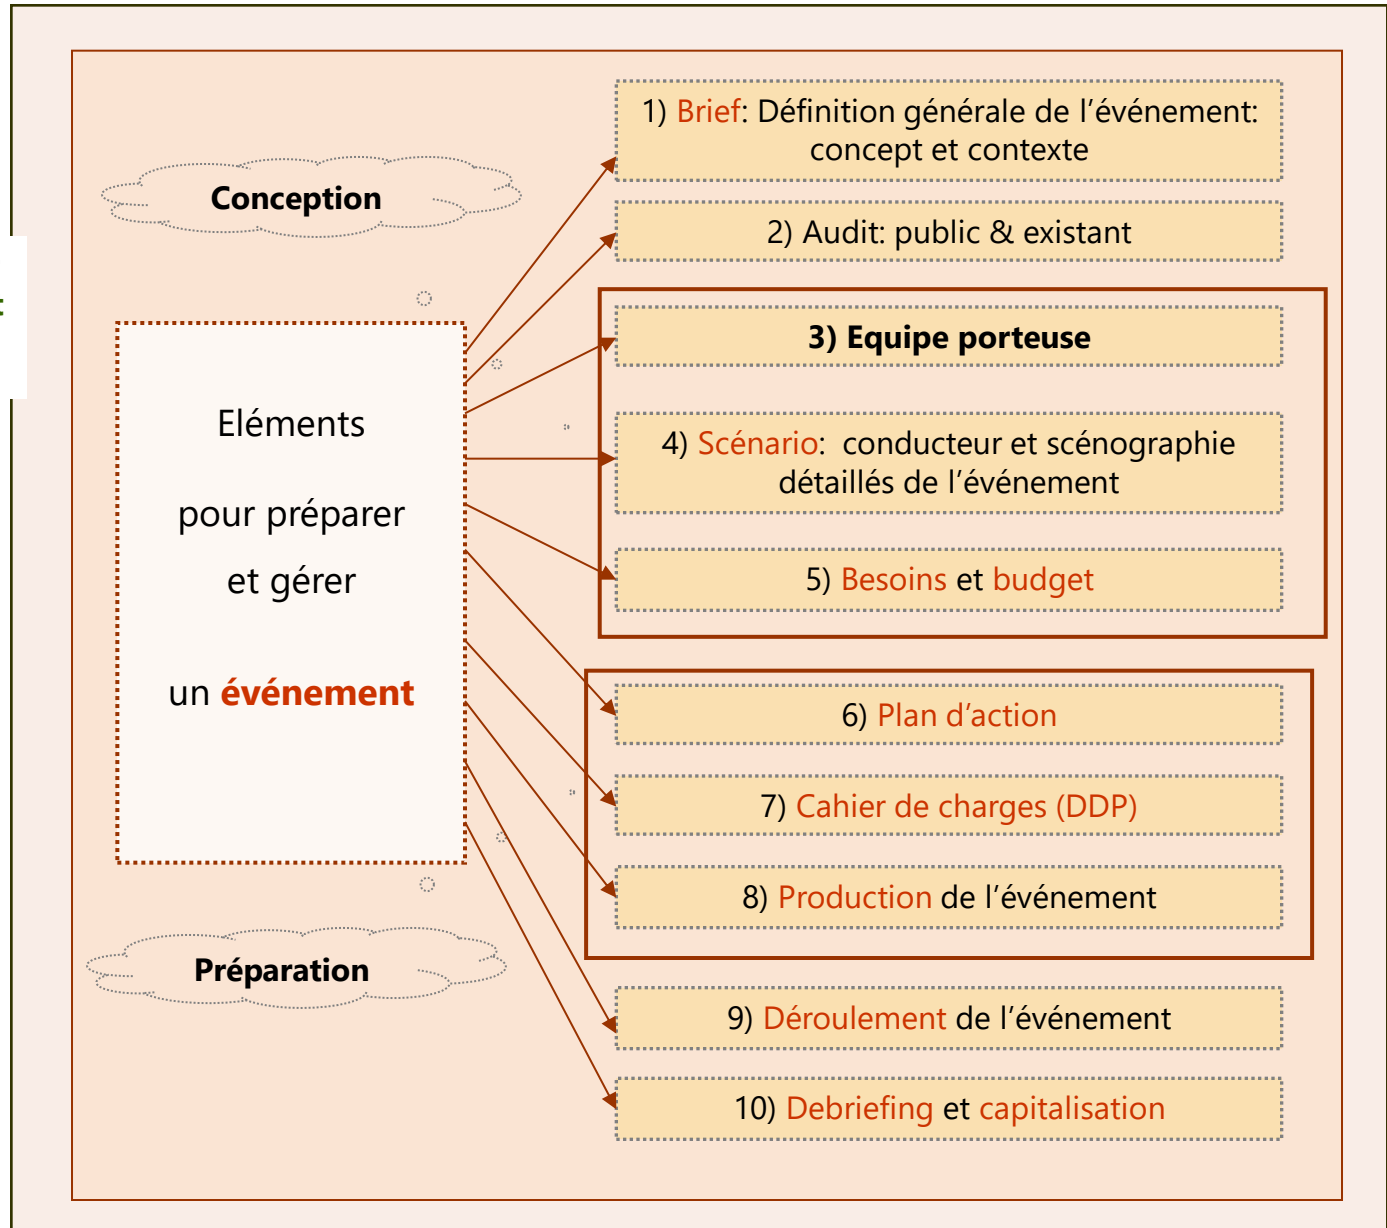 Conception
Eléments
pour préparer
et gérer
un événement
Préparation
1) Brief: Définition générale de l’événement:
concept et contexte
2) Audit: public & existant
3) Equipe porteuse
4) Scénario:  conducteur et scénographie
détaillés de l’événement
5) Besoins et budget
6) Plan d’action
7) Cahier de charges (DDP)
8) Production de l’événement
9) Déroulement de l’événement
10) Debriefing et capitalisation